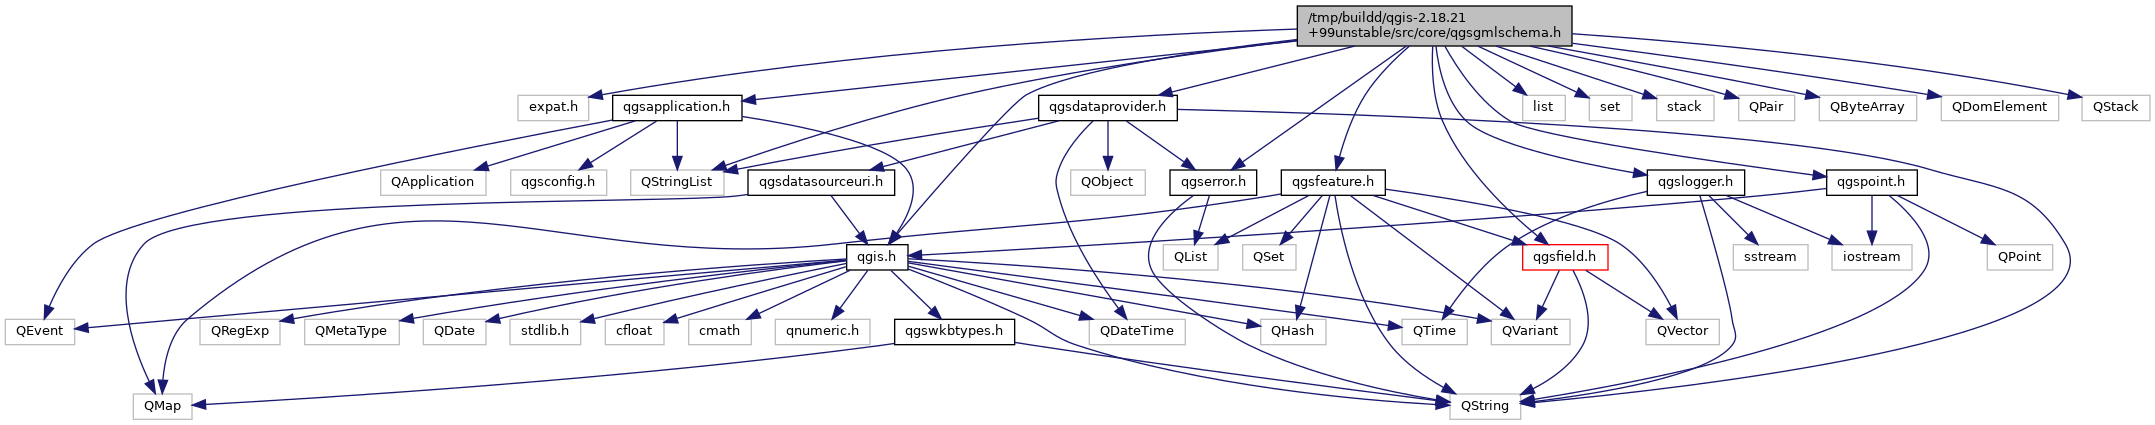 /tmp/buildd/qgis-2.18.21
+99unstable/src/core/qgsgmlschema.h
expat.h
qgsapplication.h
qgsdataprovider.h
list
set
stack
QPair
QByteArray
QDomElement
QStack
QApplication
qgsconfig.h
QStringList
qgsdatasourceuri.h
QObject
qgserror.h
qgsfeature.h
qgslogger.h
qgspoint.h
qgis.h
QList
QSet
qgsfield.h
sstream
iostream
QPoint
QEvent
QRegExp
QMetaType
QDate
stdlib.h
cfloat
cmath
qnumeric.h
qgswkbtypes.h
QDateTime
QHash
QTime
QVariant
QVector
QMap
QString